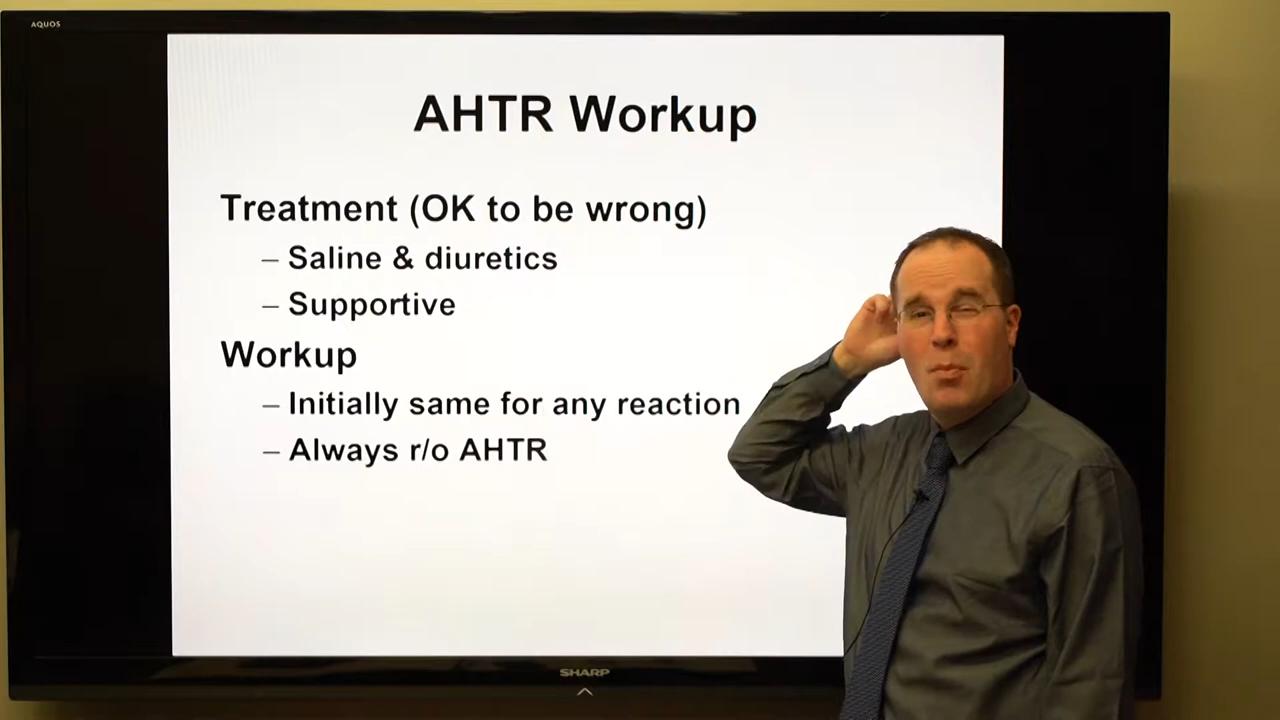 AQUOS
AHTR Workup
Treatment (OK to be wrong)
– Saline & diuretics
– Supportive
Workup
– Initially same for any reaction
– Always r/o AHTR
SHARP